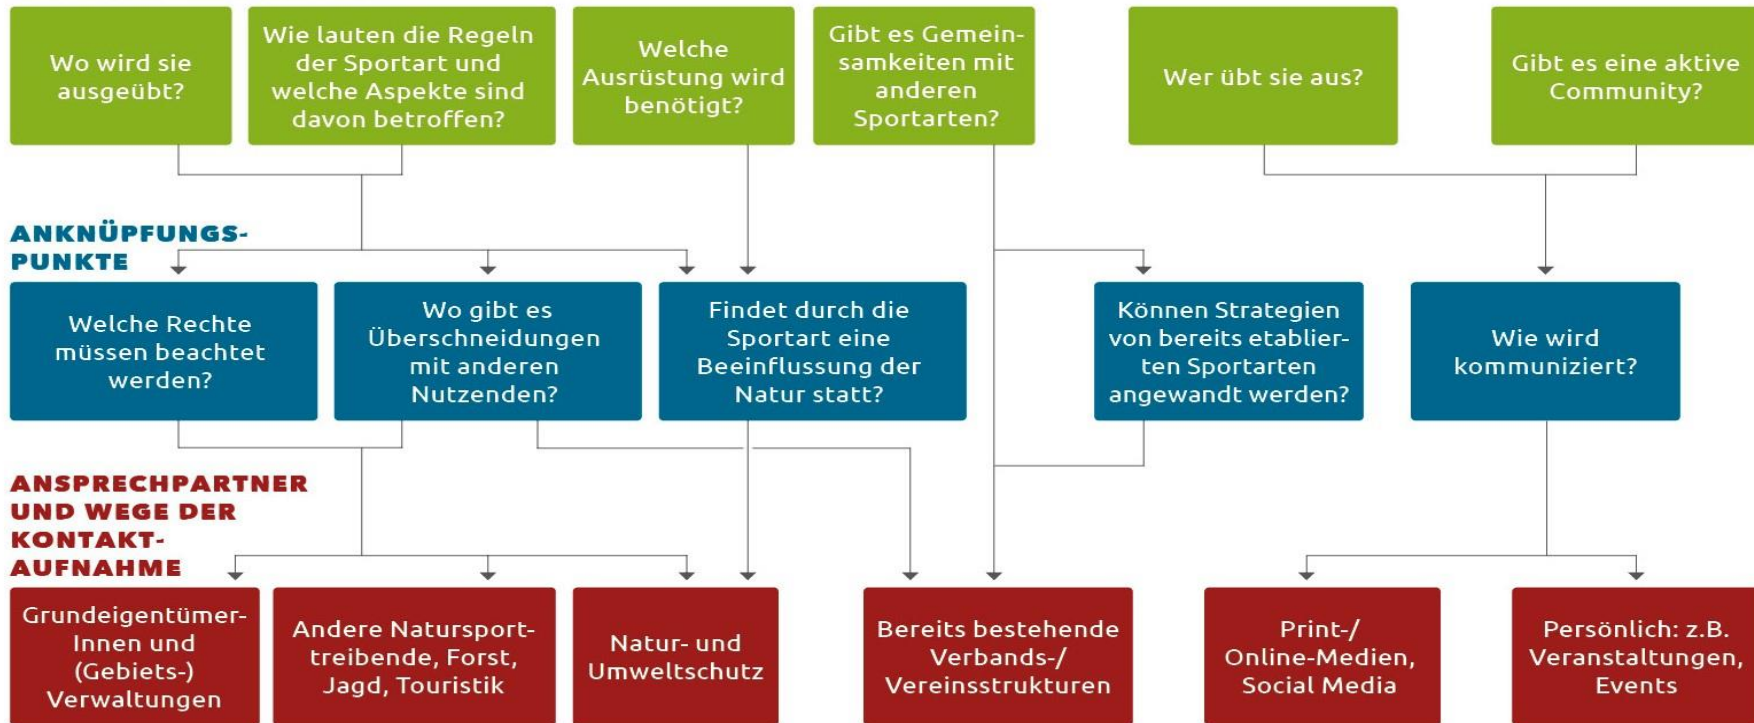 Wo wird sie
ausgeübt?
Wie lauten die Regeln
der Sportart und
welche Aspekte sind
davon betroffen?
Welche
Ausrüstung wird
benötigt?
Gibt es Gemein-
samkeiten mit
anderen
Sportarten?
Wer übt sie aus?
Gibt es eine aktive
Community?
ANKNÜPFUNGS-
PUNKTE
Welche Rechte
müssen beachtet
werden?
Wo gibt es
Überschneidungen
mit anderen
Nutzenden?
Findet durch die
Sportart eine
Beeinflussung der
Natur statt?
Können Strategien
von bereits etablier-
ten Sportarten
angewandt werden?
Wie wird
kommuniziert?
ANSPRECHPARTNER
UND WEGE DER
KONTAKT-
AUFNAHME
Grundeigentümer-
Innen und
(Gebiets-)
Verwaltungen
Andere Natursport-
treibende, Forst,
Jagd, Touristik
Natur- und
Umweltschutz
Bereits bestehende
Verbands-/
Vereinsstrukturen
Print-/
Online-Medien,
Social Media
Persönlich: z.B.
Veranstaltungen,
Events